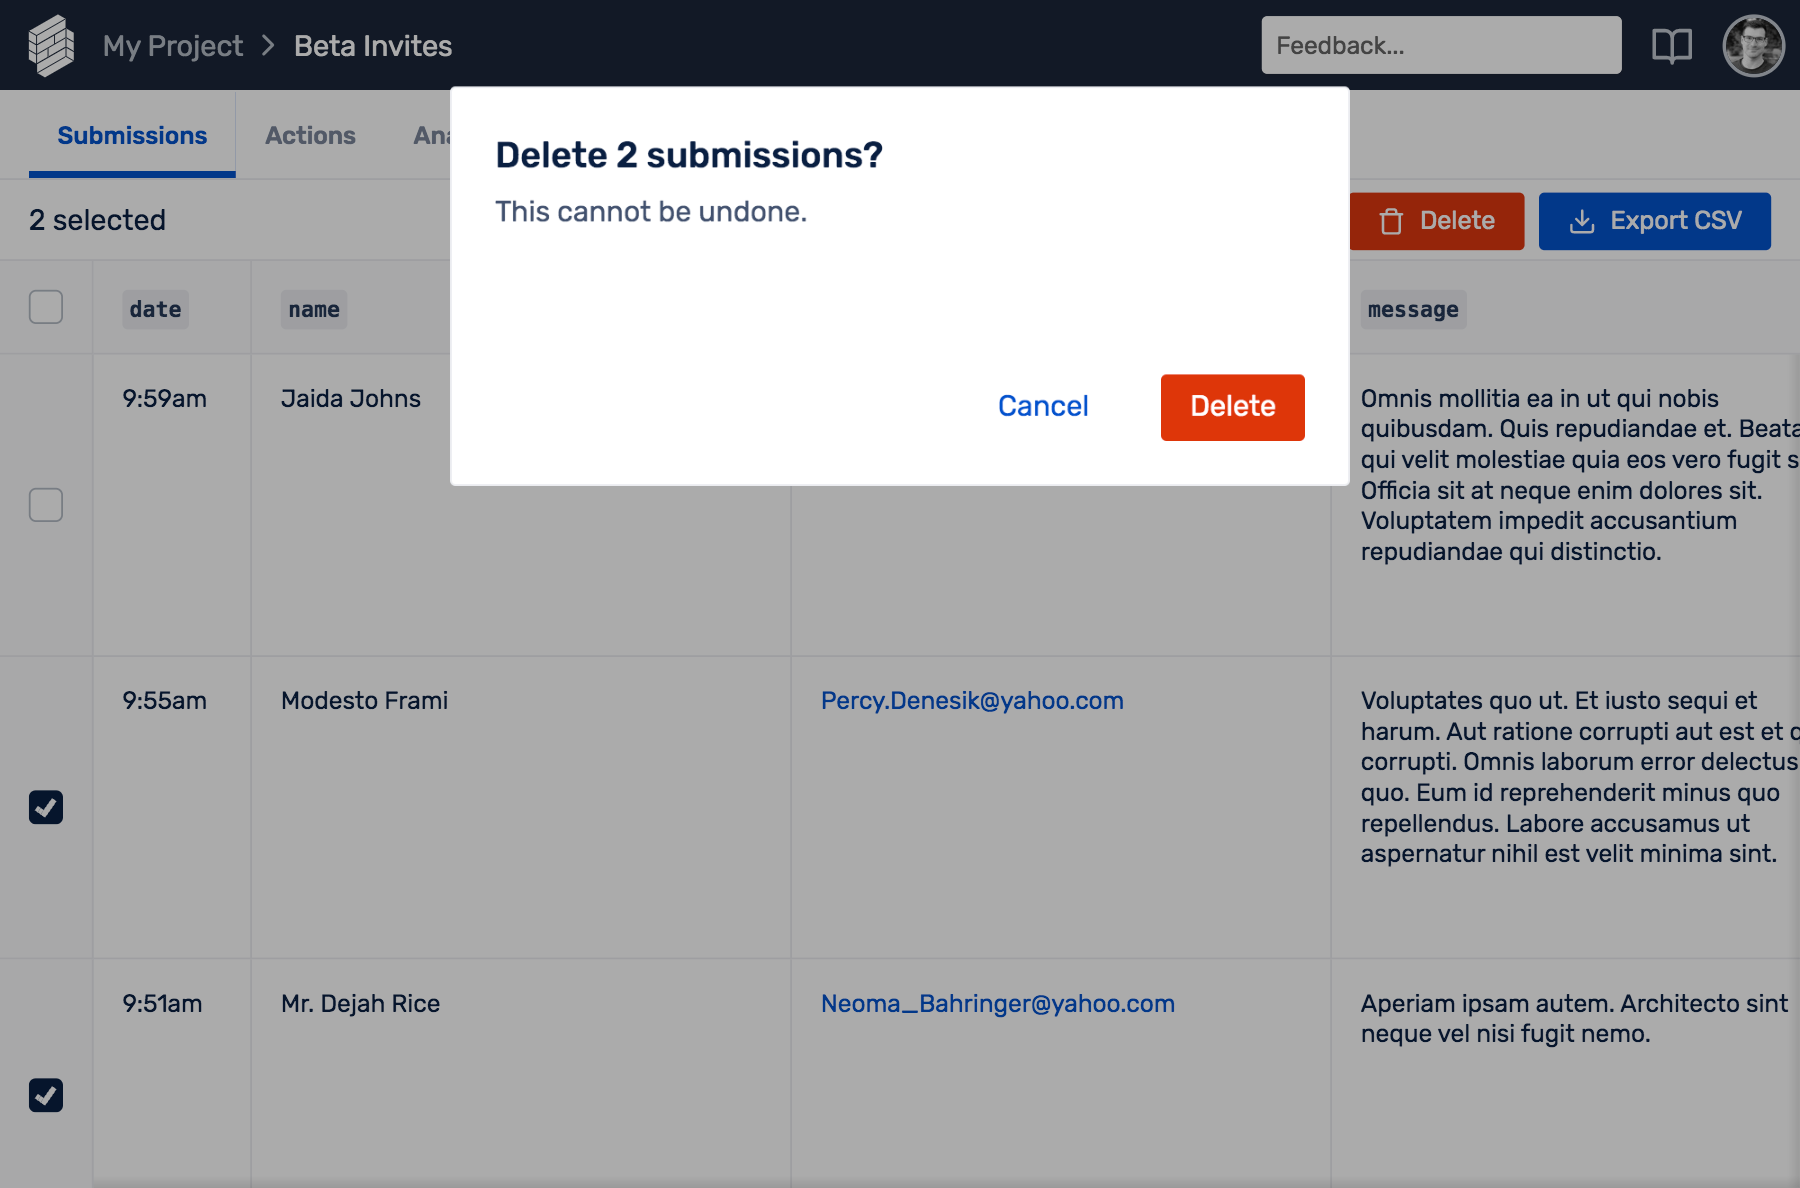 My Project > Beta Invites
Feedback...
Submissions
Actions
Delete 2 submissions?
This cannot be undone.
Cancel
Delete
2 selected
Delete
Export CSV
date
name
message
9:59am
Jaida Johns
Omnis mollitia ea in ut qui nobis
quibusdam. Quis repudiandae et. Beata
qui velit molestiae quia eos vero fugit s
Officia sit at neque enim dolores sit.
Voluptatem impedit accusantium
repudiandae qui distinctio.
9:55am
Modesto Frami
Percy.Denesik@yahoo.com
Voluptates quo ut. Et iusto sequi et
harum. Aut ratione corrupti aut est et
corrupti. Omnis laborum error delectus
quo. Eum id reprehenderit minus quo
repellendus. Labore accusamus ut
aspernatur nihil est velit minima sint.
9:51am
Mr. Dejah Rice
Neoma_Bahringer@yahoo.com
Aperiam ipsam autem. Architecto sint
neque vel nisi fugit nemo.